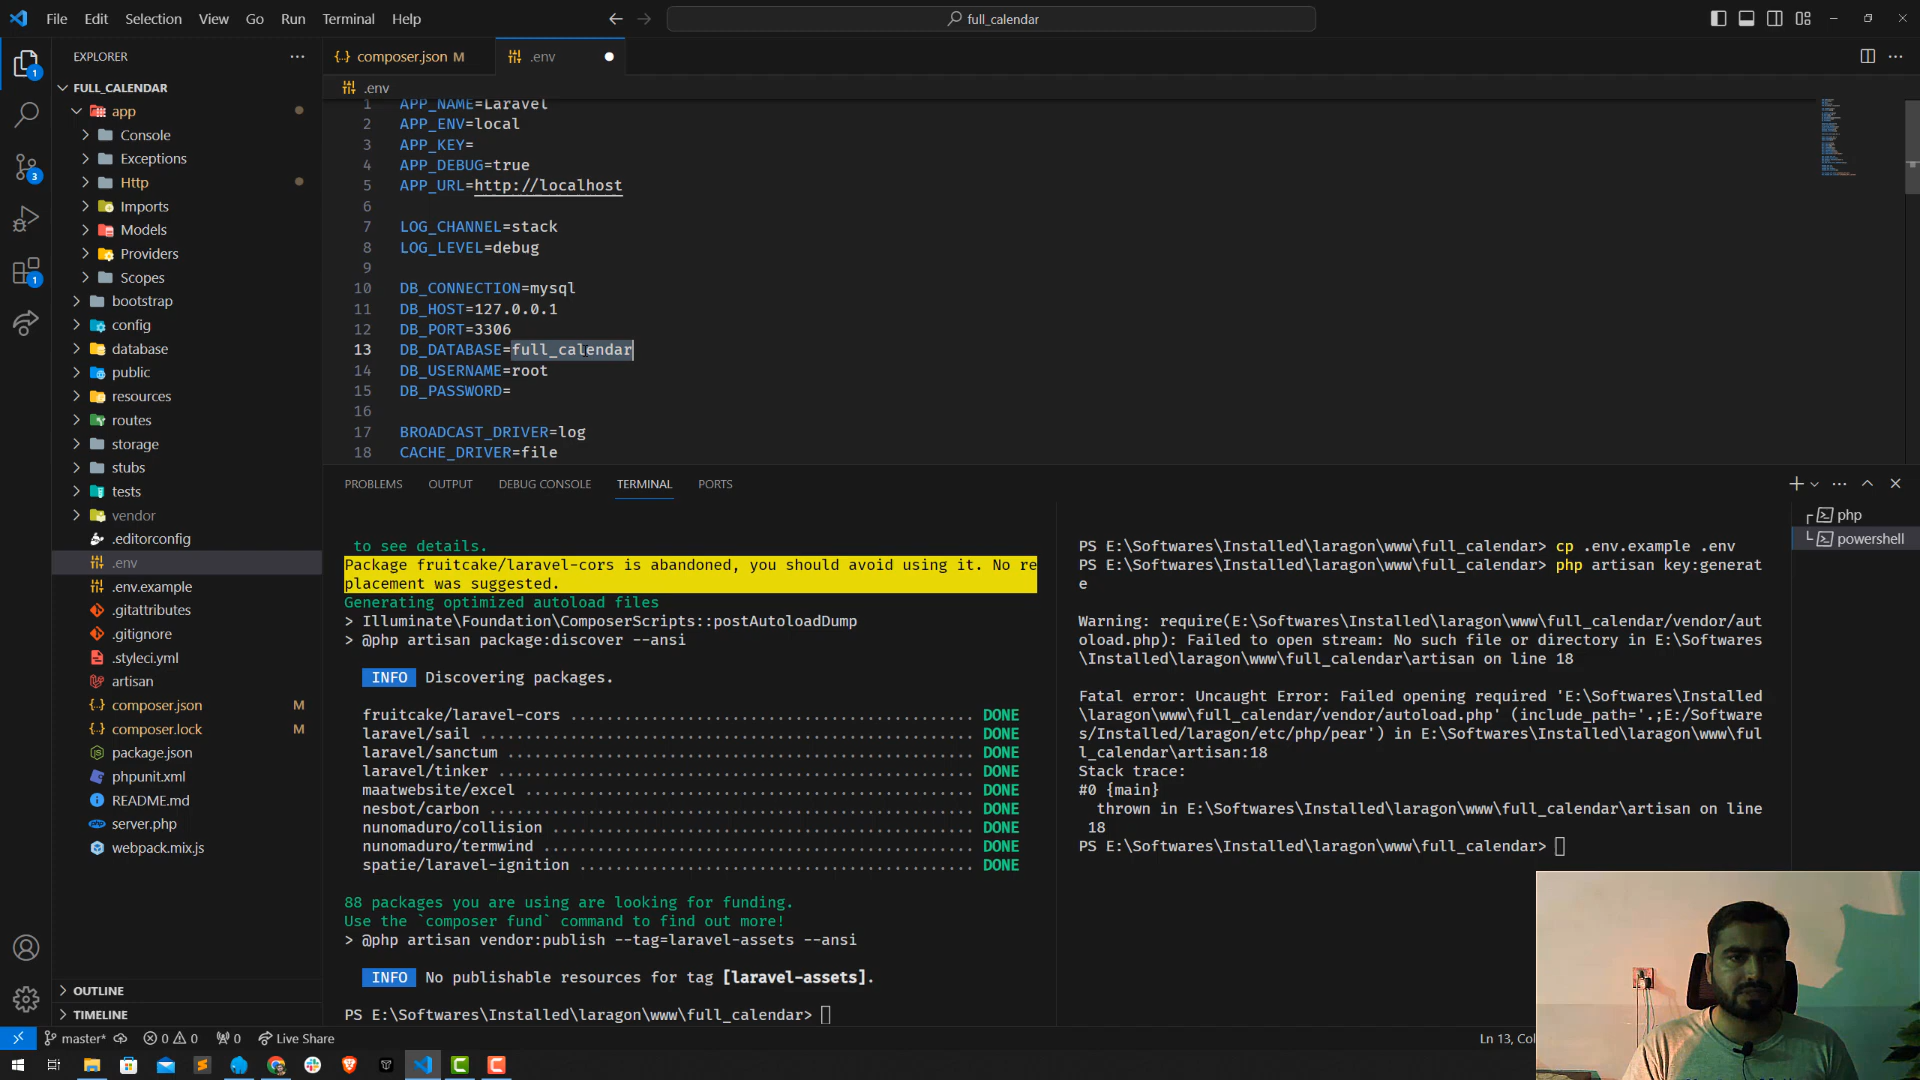 File Edit Selection View Go Run Terminal Help
full_calendar
EXPLORER
FULL_CALENDAR
app
Console
Exceptions
Http
Imports
Models
Providers
Scopes
bootstrap
config
database
public
resources
routes
storage
stubs
tests
vendor
.editorconfig
.env
.env.example
.gitattributes
.gitignore
.styleci.yml
artisan
composer.json M
composer.lock M
package.json
phpunit.xml
README.md
server.php
webpack.mix.js
OUTLINE
TIMELINE
composer.json M
.env
.env
1 APP_NAME=Laravel
2 APP_ENV=local
3 APP_KEY=
4 APP_DEBUG=true
5 APP_URL=http://localhost
6
7 LOG_CHANNEL=stack
8 LOG_LEVEL=debug
9
10 DB_CONNECTION=mysql
11 DB_HOST=127.0.0.1
12 DB_PORT=3306
13 DB_DATABASE=full_calendar
14 DB_USERNAME=root
15 DB_PASSWORD=
16
17 BROADCAST_DRIVER=log
18 CACHE_DRIVER=file
PROBLEMS OUTPUT DEBUG CONSOLE TERMINAL PORTS
to see details.
Package fruitcake/laravel-cors is abandoned, you should avoid using it. No re
placement was suggested.
Generating optimized autoload files
> Illuminate\Foundation\ComposerScripts::postAutoloadDump
> @php artisan package:discover --ansi
INFO Discovering packages.
fruitcake/laravel-cors ............................................ DONE
laravel/sail ...................................................... DONE
laravel/sanctum ................................................... DONE
laravel/tinker .................................................... DONE
maatwebsite/excel ................................................. DONE
nesbot/carbon ..................................................... DONE
nunomaduro/collision .............................................. DONE
nunomaduro/termwind ............................................... DONE
spatie/laravel-ignition ........................................... DONE
88 packages you are using are looking for funding.
Use the `composer fund` command to find out more!
> @php artisan vendor:publish --tag=laravel-assets --ansi
INFO No publishable resources for tag [laravel-assets].
PS E:\Softwares\Installed\laragon\www\full_calendar>
PS E:\Softwares\Installed\laragon\www\full_calendar> cp .env.example .env
PS E:\Softwares\Installed\laragon\www\full_calendar> php artisan key:generat
e
Warning: require(E:\Softwares\Installed\laragon\www\full_calendar/vendor/aut
oload.php): Failed to open stream: No such file or directory in E:\Softwares
\Installed\laragon\www\full_calendar\artisan on line 18
Fatal error: Uncaught Error: Failed opening required 'E:\Softwares\Installed
\laragon\www\full_calendar/vendor/autoload.php' (include_path='.;E:/Software
s/Installed/laragon/etc/php/pear') in E:\Softwares\Installed\laragon\www\ful
l_calendar\artisan:18
Stack trace:
#0 {main}
thrown in E:\Softwares\Installed\laragon\www\full_calendar\artisan on line
18
PS E:\Softwares\Installed\laragon\www\full_calendar>
php
powershell
1
3
1
master* 0 0 0 Live Share
Ln 13,